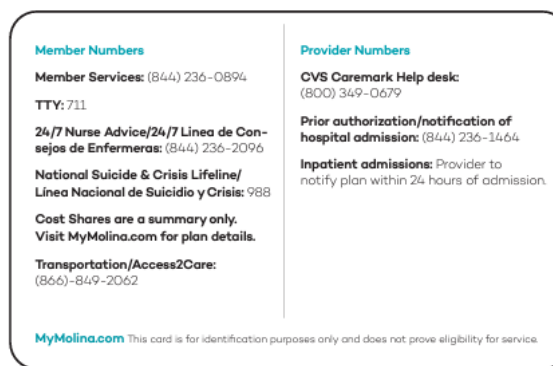 Member Numbers
Member Services: (844) 236-0894
TTY: 711
24/7 Nurse Advice/24/7 Linea de Con-
sejos de Enfermeras: (844) 236-2096
National Suicide & Crisis Lifeline/
Línea Nacional de Suicidio y Crisis: 988
Cost Shares are a summary only.
Visit MyMolina.com for plan details.
Transportation/Access2Care:
(866)-849-2062
Provider Numbers
CVS Caremark Help desk:
(800) 349-0679
Prior authorization/notification of
hospital admission: (844) 236-1464
Inpatient admissions: Provider to
notify plan within 24 hours of admission.
MyMolina.com This card is for identification purposes only and does not prove eligibility for service.